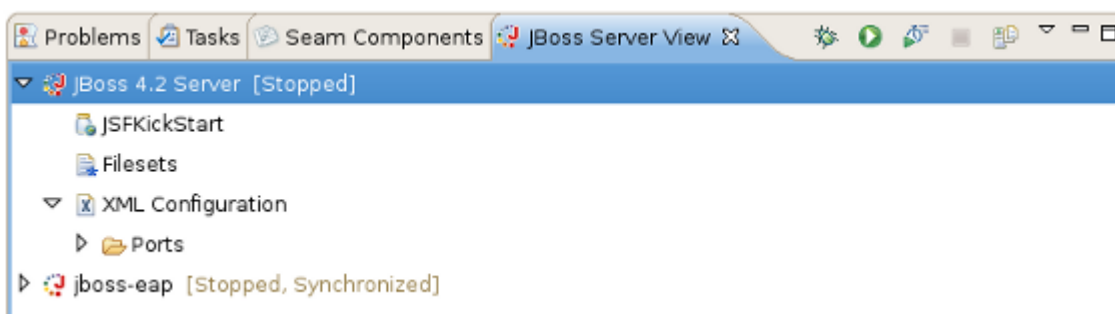 Problems Tasks Seam Components JBoss Server View
JBoss 4.2 Server [Stopped]
JSFKickStart
Filesets
XML Configuration
Ports
jboss-eap [Stopped, Synchronized]